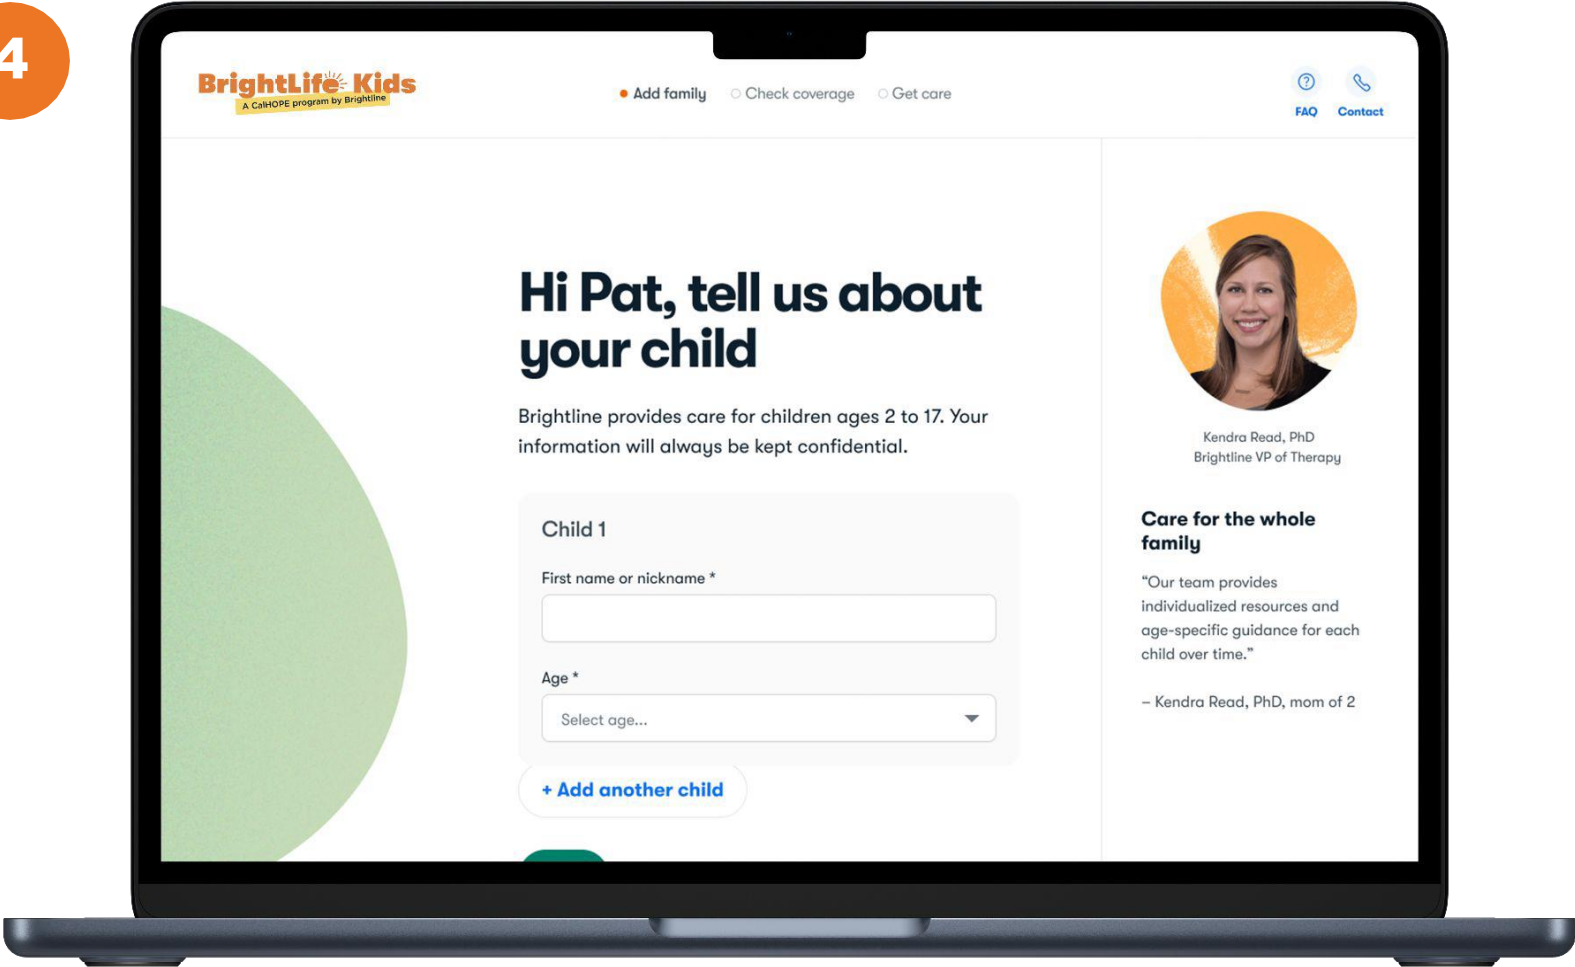 4
BrightLife Kids
A CalHOPE program by Brightline
Add family
Check coverage
Get care
FAQ
Contact
Hi Pat, tell us about
your child
Brightline provides care for children ages 2 to 17. Your
information will always be kept confidential.
Child 1
First name or nickname *
Age *
Select age...
+ Add another child
Kendra Read, PhD
Brightline VP of Therapy
Care for the whole
family
“Our team provides
individualized resources and
age-specific guidance for each
child over time.”
– Kendra Read, PhD, mom of 2